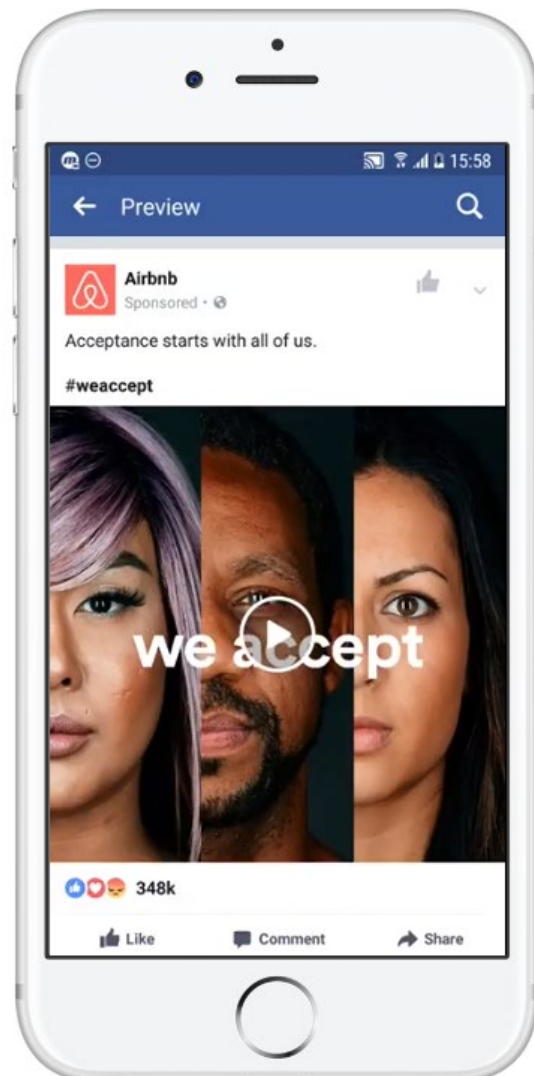 15:58
Preview
Airbnb
Sponsored
Acceptance starts with all of us.
#weaccept
we accept
348k
Like
Comment
Share